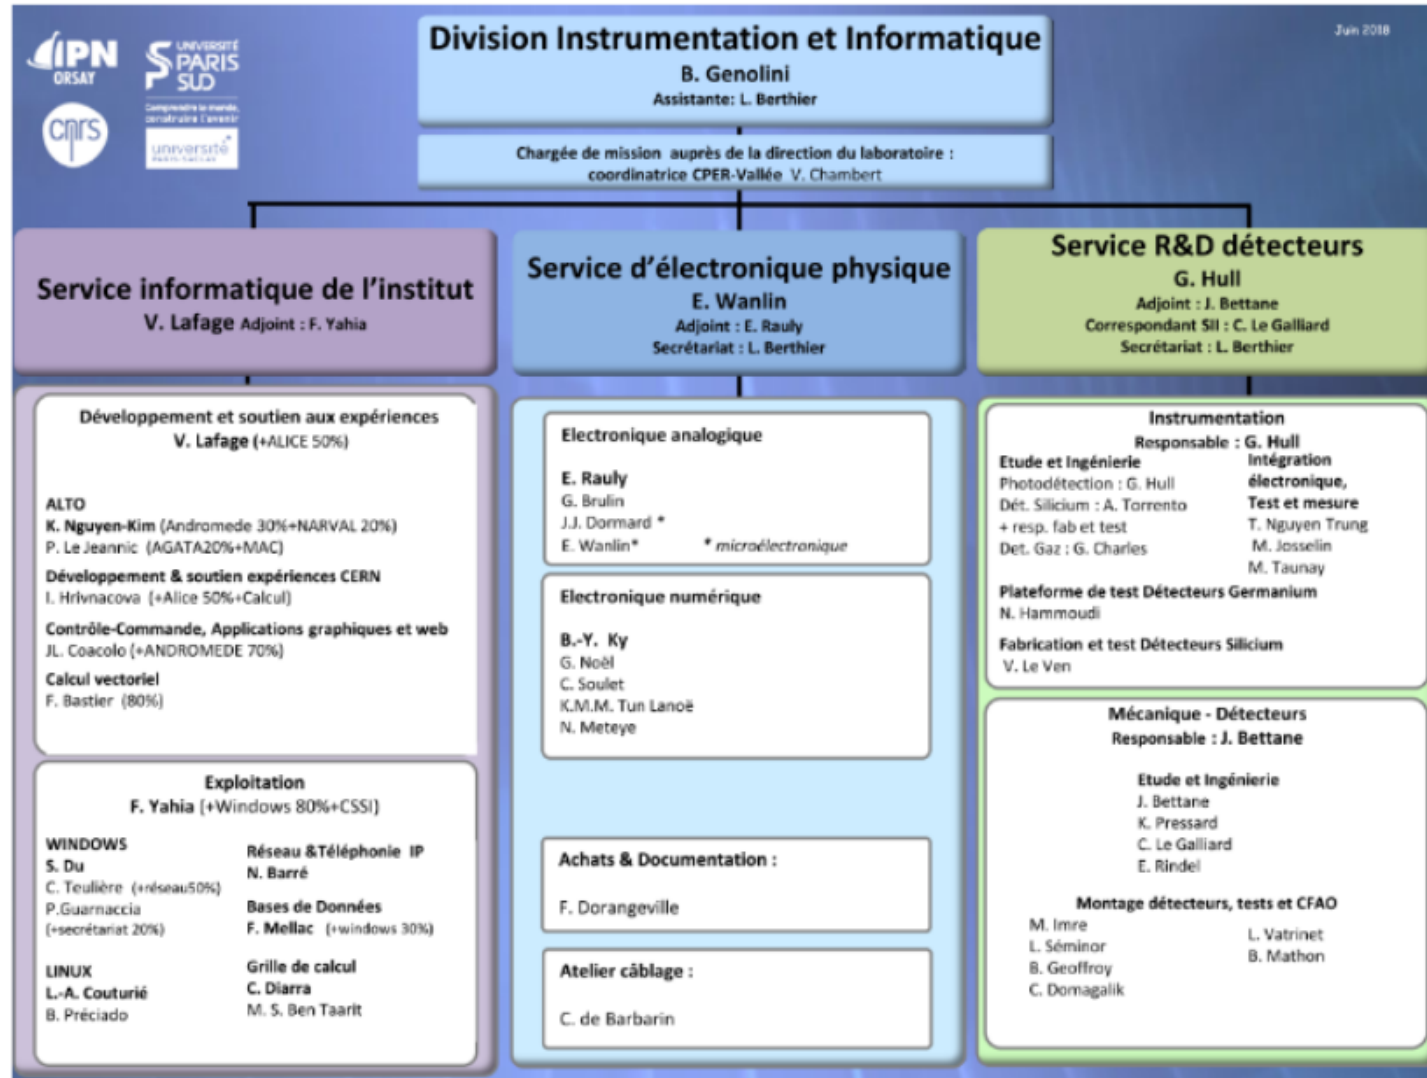 Juin 2018
IPN
ORSAY
UNIVERSITÉ
PARIS
SUD
Comprendre le monde,
construire l'avenir
cnrs
université
PARIS-SACLAY
Division Instrumentation et Informatique
B. Genolini
Assistante: L. Berthier
Chargée de mission auprès de la direction du laboratoire :
coordinatrice CPER-Vallée V. Chambert
Service informatique de l'institut
V. Lafage Adjoint : F. Yahia
Développement et soutien aux expériences
V. Lafage (+ALICE 50%)
ALTO
K. Nguyen-Kim (Andromede 30%+NARVAL 20%)
P. Le Jeannic (AGATA20%+MAC)
Développement & soutien expériences CERN
I. Hrivnacova (+Alice 50%+Calcul)
Contrôle-Commande, Applications graphiques et web
JL. Coacolo (+ANDROMEDE 70%)
Calcul vectoriel
F. Bastier (80%)
Exploitation
F. Yahia (+Windows 80%+CSSI)
WINDOWS
S. Du
C. Teulière (+réseau50%)
P.Guarnaccia
(+secrétariat 20%)
LINUX
L.-A. Couturié
B. Préciado
Réseau &Téléphonie IP
N. Barré
Bases de Données
F. Mellac (+windows 30%)
Grille de calcul
C. Diarra
M. S. Ben Taarit
Service d'électronique physique
E. Wanlin
Adjoint : E. Rauly
Secrétariat : L. Berthier
Electronique analogique
E. Rauly
G. Brulin
J.J. Dormard *
E. Wanlin* * microélectronique
Electronique numérique
B.-Y. Ky
G. Noël
C. Soulet
K.M.M. Tun Lanoë
N. Meteye
Achats & Documentation :
F. Dorangeville
Atelier câblage :
C. de Barbarin
Service R&D détecteurs
G. Hull
Adjoint : J. Bettane
Correspondant SII : C. Le Galliard
Secrétariat : L. Berthier
Instrumentation
Responsable : G. Hull
Etude et Ingénierie
Photodétection : G. Hull
Dét. Silicium : A. Torrento
+ resp. fab et test
Det. Gaz : G. Charles
Intégration
électronique,
Test et mesure
T. Nguyen Trung
M. Josselin
M. Taunay
Plateforme de test Détecteurs Germanium
N. Hammoudi
Fabrication et test Détecteurs Silicium
V. Le Ven
Mécanique - Détecteurs
Responsable : J. Bettane
Etude et Ingénierie
J. Bettane
K. Pressard
C. Le Galliard
E. Rindel
Montage détecteurs, tests et CFAO
M. Imre
L. Séminor
B. Geoffroy
C. Domagalik
L. Vatrinet
B. Mathon